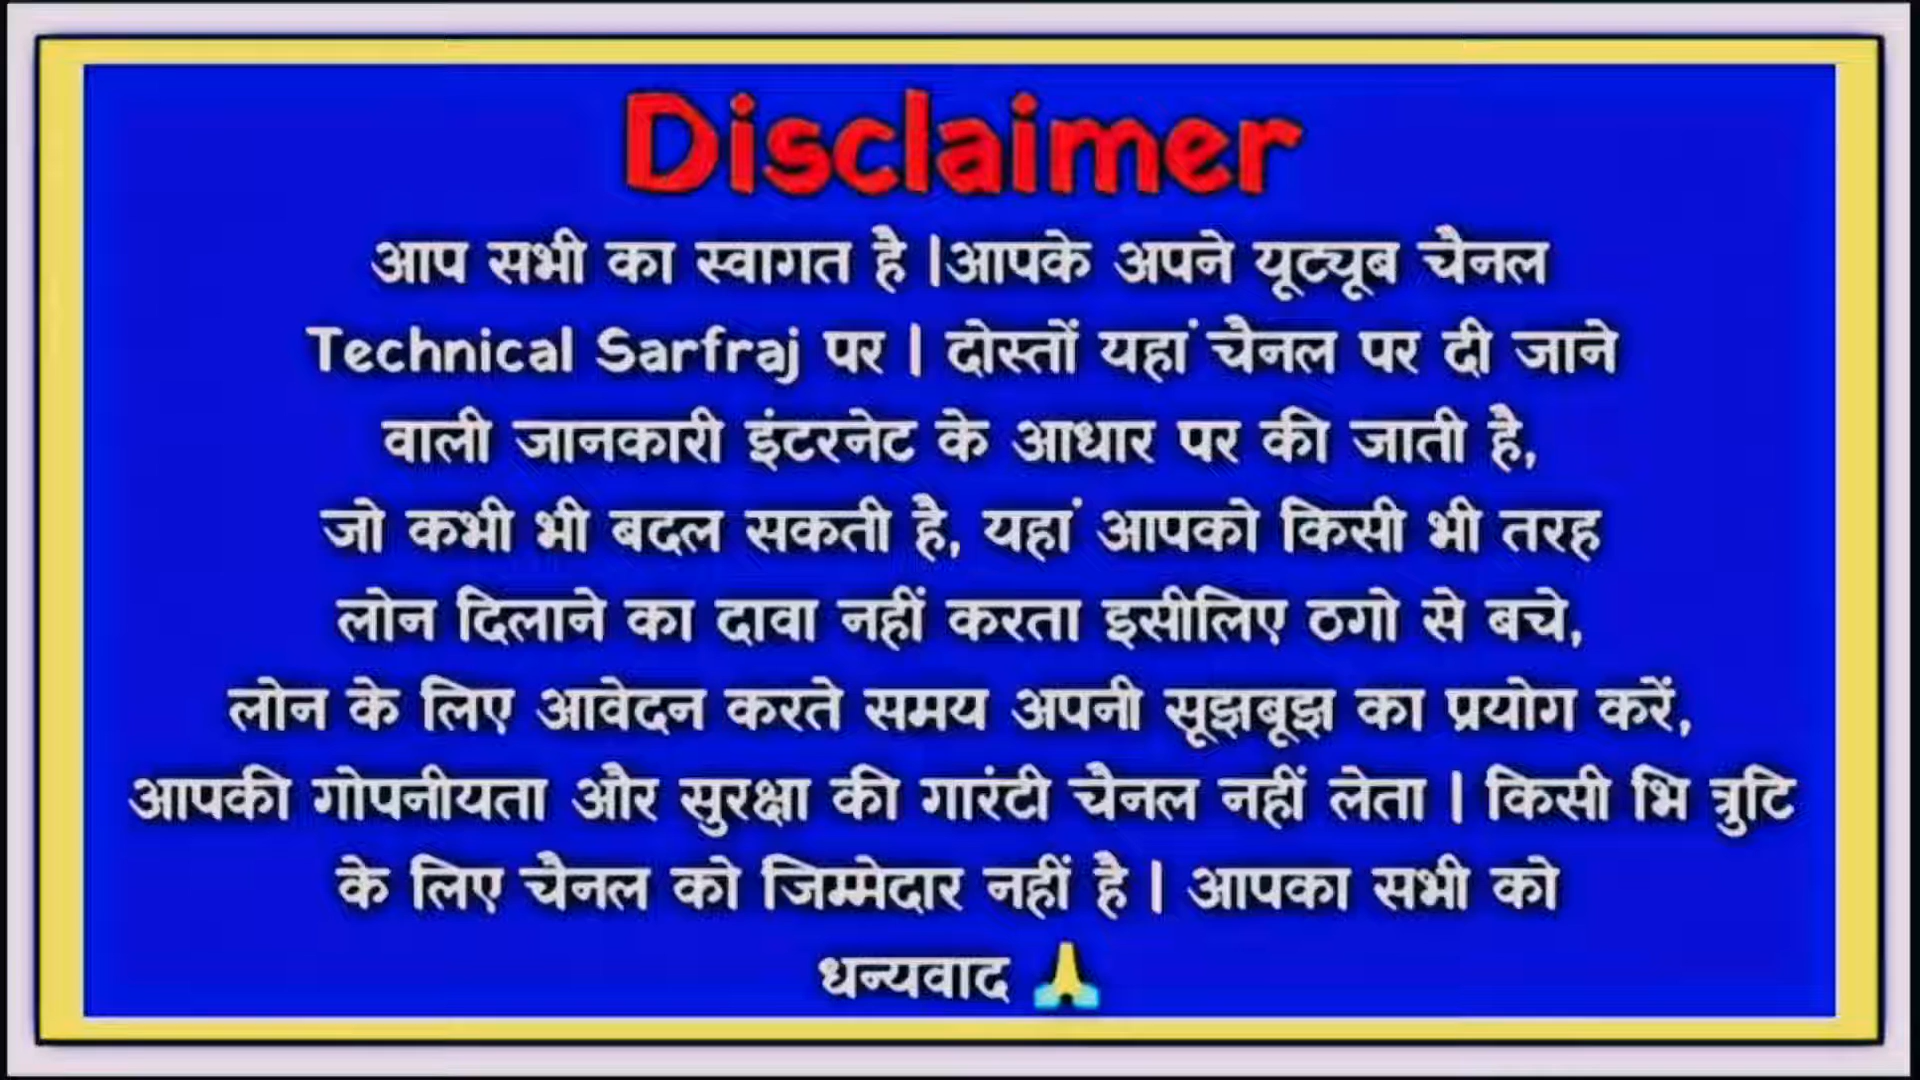 Disclaimer
आप सभी का स्वागत है |आपके अपने यूट्यूब चैनल
Technical Sarfraj पर | दोस्तों यहां चैनल पर दी जाने
वाली जानकारी इंटरनेट के आधार पर की जाती है,
जो कभी भी बदल सकती है, यहां आपको किसी भी तरह
लोन दिलाने का दावा नहीं करता इसीलिए ठगो से बचे,
लोन के लिए आवेदन करते समय अपनी सूझबूझ का प्रयोग करें,
आपकी गोपनीयता और सुरक्षा की गारंटी चैनल नहीं लेता | किसी भि त्रुटि
के लिए चैनल को जिम्मेदार नहीं है | आपका सभी को
धन्यवाद 🙏